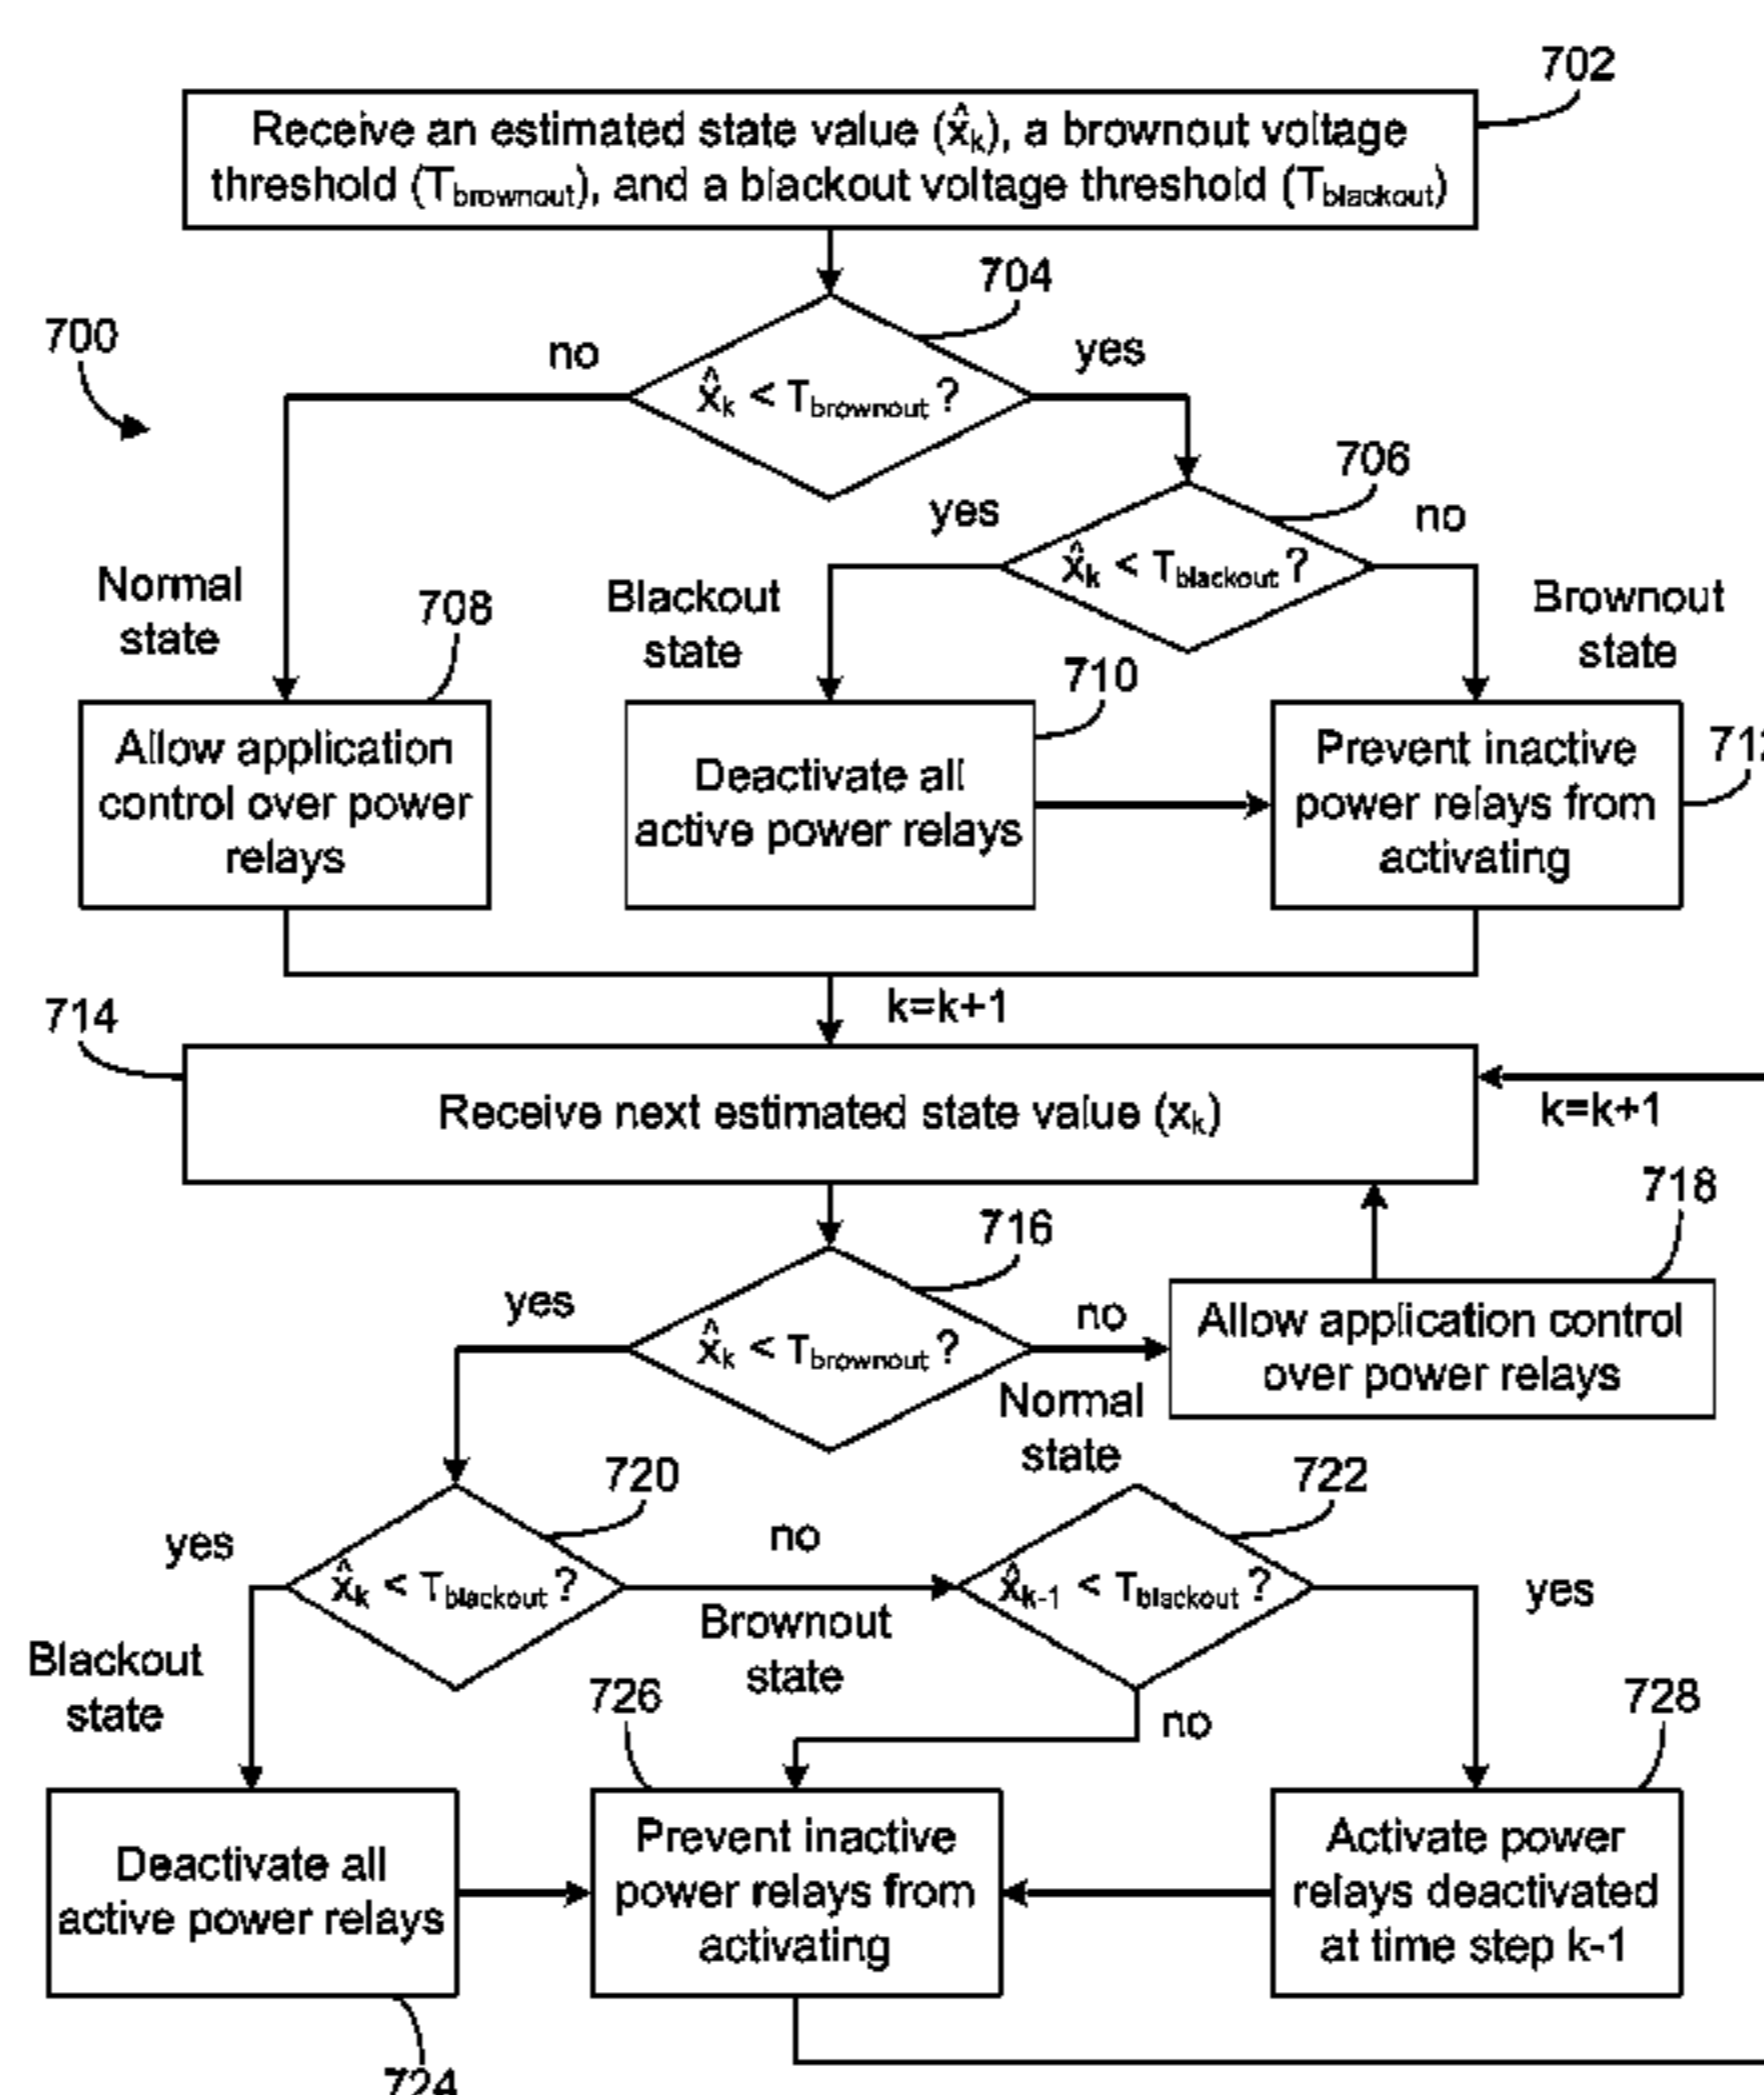 702
Receive an estimated state value (x̂k), a brownout voltage
threshold (Tbrownout), and a blackout voltage threshold (Tblackout)
704
700
no
yes
x̂k < Tbrownout ?
706
yes
no
x̂k < Tblackout ?
Normal
state
708
Blackout
state
Brownout
state
710
Allow application
control over power
relays
Deactivate all
active power relays
Prevent inactive
power relays from
activating
k=k+1
714
Receive next estimated state value (xk)
k=k+1
718
716
yes
no
x̂k < Tbrownout ?
Allow application control
over power relays
Normal
state
720
722
yes
no
x̂k < Tblackout ?
x̂k-1 < Tblackout ?
yes
Brownout
state
Blackout
state
726
no
728
Deactivate all
active power relays
Prevent inactive
power relays from
activating
Activate power
relays deactivated
at time step k-1
724